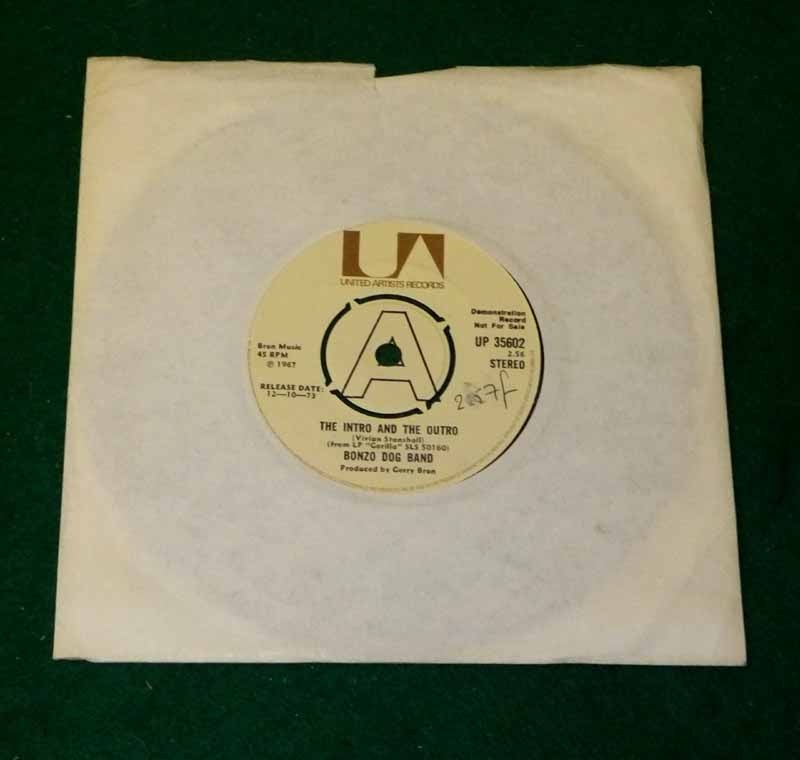 UA
UNITED ARTISTS RECORDS
Demonstration
Record
Not For Sale
UP 35602
2.56
STEREO
Bron Music
45 RPM
℗ 1967
RELEASE DATE:
12—10—73
A
THE INTRO AND THE OUTRO
(Vivian Stanshall)
(from LP "Gorilla" SLS 50160)
BONZO DOG BAND
Produced by Gerry Bron